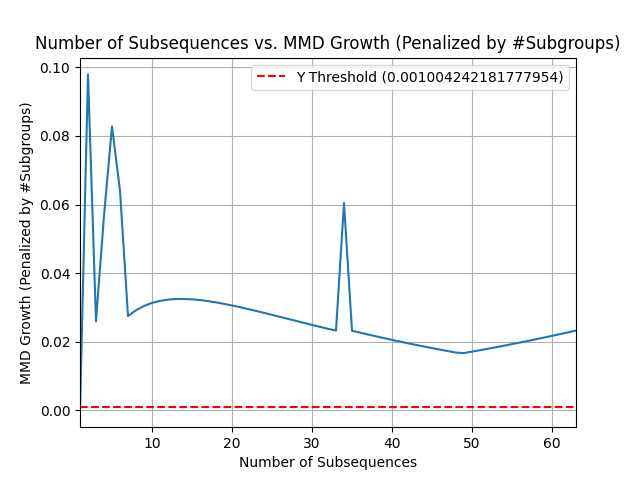 Number of Subsequences vs. MMD Growth (Penalized by #Subgroups)
Y Threshold (0.001004242181777954)
MMD Growth (Penalized by #Subgroups)
0.10
0.08
0.06
0.04
0.02
0.00
10 20 30 40 50 60
Number of Subsequences